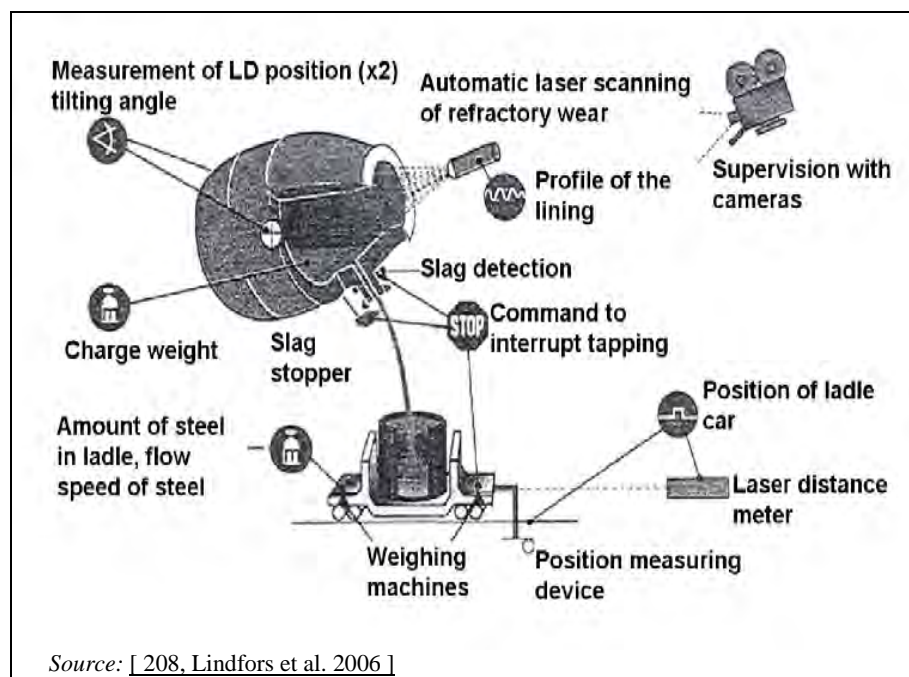 Measurement of LD position (x2)
tilting angle
Automatic laser scanning
of refractory wear
Supervision with
cameras
Profile of the
lining
Slag detection
m
Charge weight
Slag
stopper
STOP
Command to
interrupt tapping
Position of ladle
car
Amount of steel
in ladle, flow
speed of steel
m
Laser distance
meter
Weighing
machines
Position measuring
device
Source: [ 208, Lindfors et al. 2006 ]